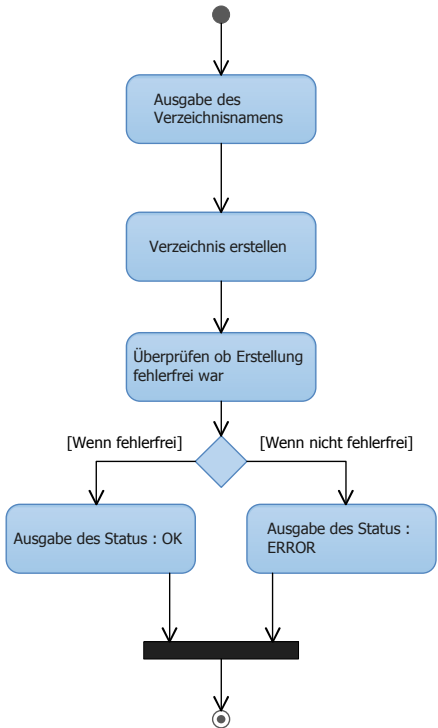 Ausgabe des
Verzeichnisnamens
Verzeichnis erstellen
Überprüfen ob Erstellung
fehlerfrei war
[Wenn fehlerfrei]
[Wenn nicht fehlerfrei]
Ausgabe des Status : OK
Ausgabe des Status :
ERROR